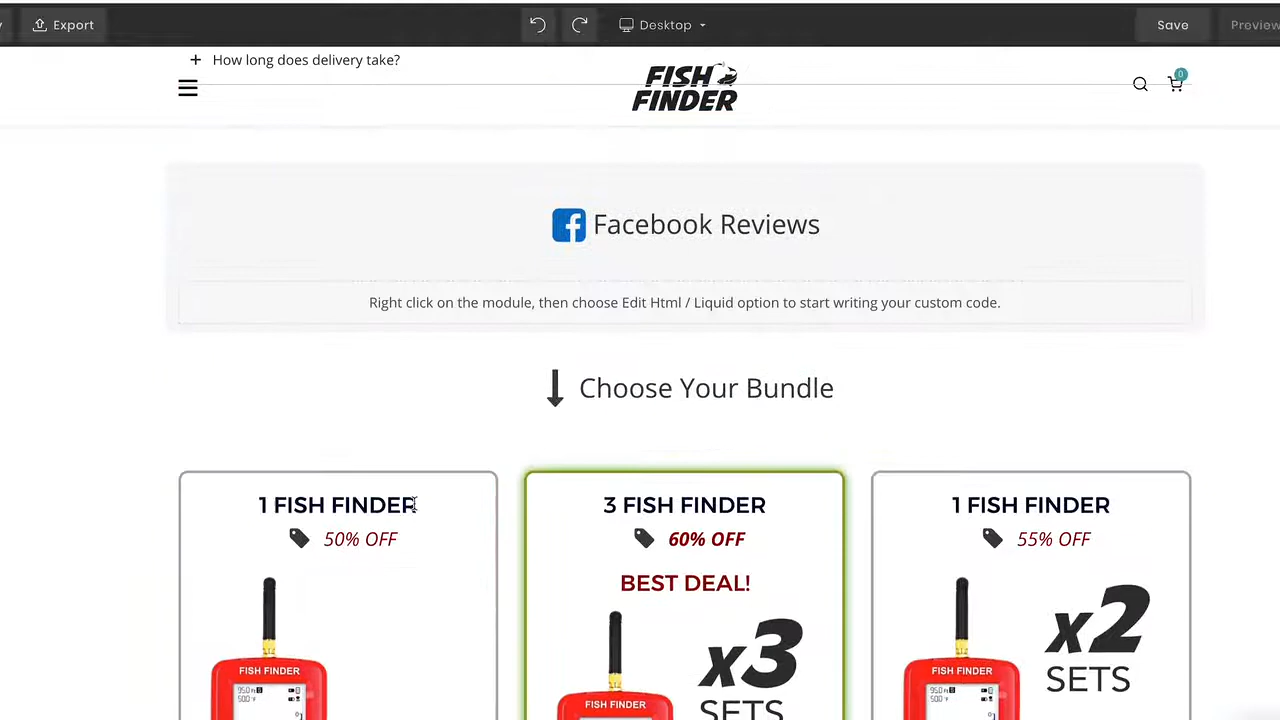 Export
Desktop
Save
Preview
+ How long does delivery take?
FISH
FINDER
0
Facebook Reviews
Right click on the module, then choose Edit Html / Liquid option to start writing your custom code.
Choose Your Bundle
1 FISH FINDER
50% OFF
FISH FINDER
3 FISH FINDER
60% OFF
BEST DEAL!
x3
SETS
FISH FINDER
1 FISH FINDER
55% OFF
x2
SETS
FISH FINDER